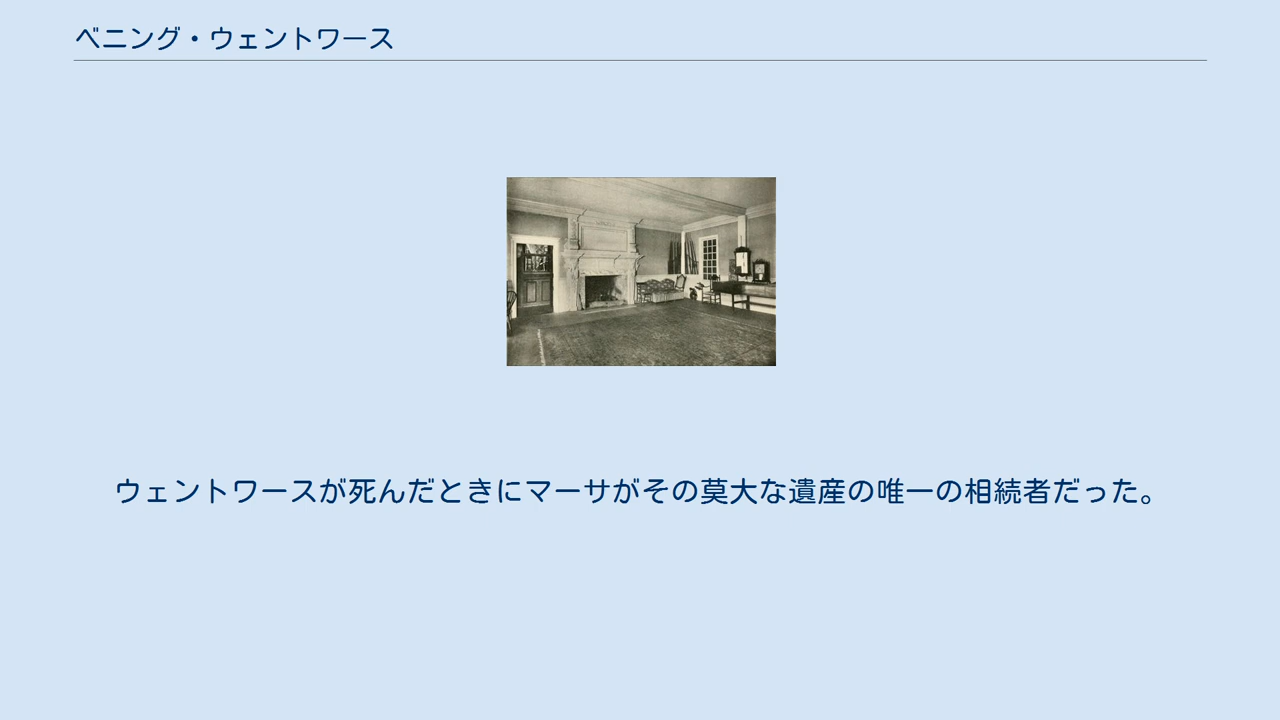 ベニング・ウェントワース
ウェントワースが死んだときにマーサがその莫大な遺産の唯一の相続者だった。